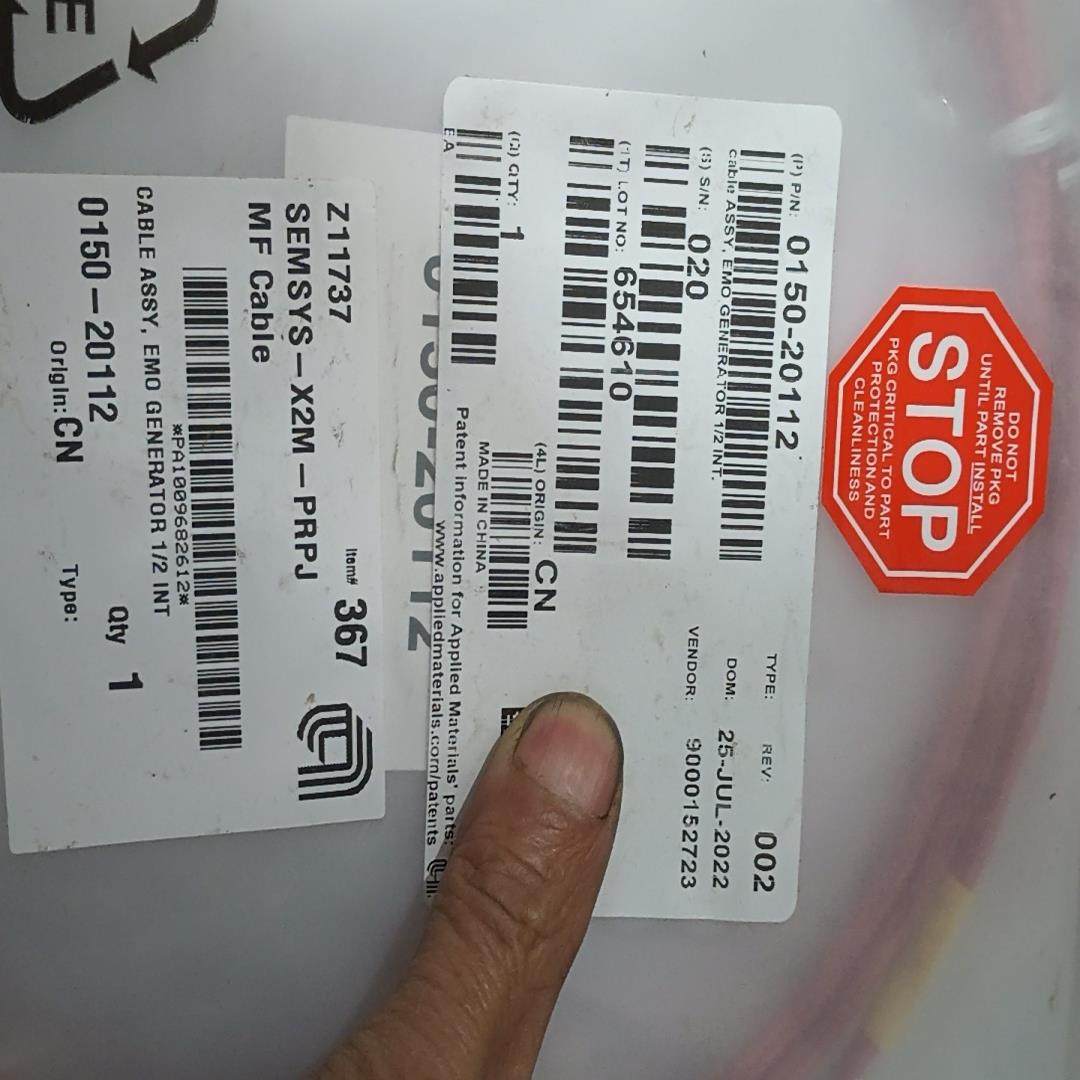 (P) P/N: 0150-20112
TYPE:
REV: 002
cable ASSY, EMO GENERATOR 1/2 INT.
DOM: 25-JUL-2022
(S) S/N: 020
VENDOR: 9000152723
(1T) LOT NO: 654610
(4L) ORIGIN: CN
(Q) QTY: 1
EA
MADE IN CHINA
Patent information for Applied Materials' parts:
www.appliedmaterials.com/patents
DO NOT
REMOVE PKG
UNTIL PART INSTALL
STOP
PKG CRITICAL TO PART
PROTECTION AND
CLEANLINESS
0150-20112
Z11737
Item# 367
SEMSYS-X2M-PRPJ
MF Cable
*PA1009682612*
CABLE ASSY, EMO GENERATOR 1/2 INT
Qty 1
0150-20112
Type:
Origin: CN